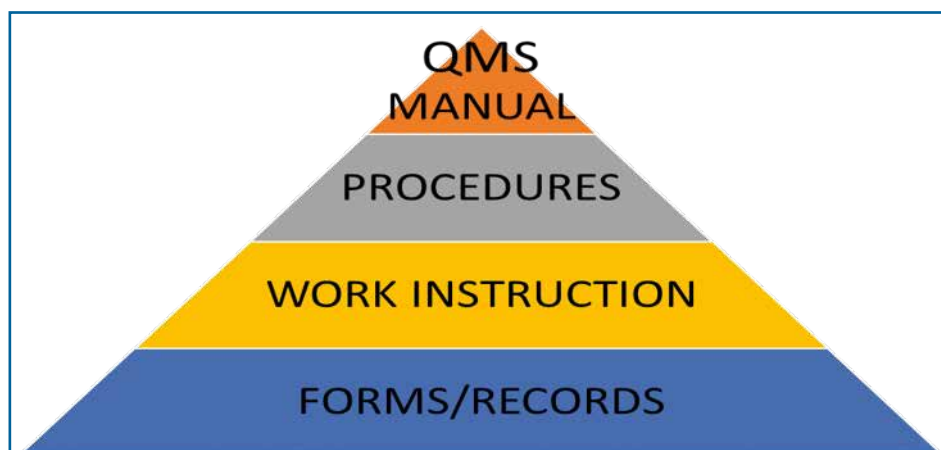 QMS
MANUAL
PROCEDURES
WORK INSTRUCTION
FORMS/RECORDS